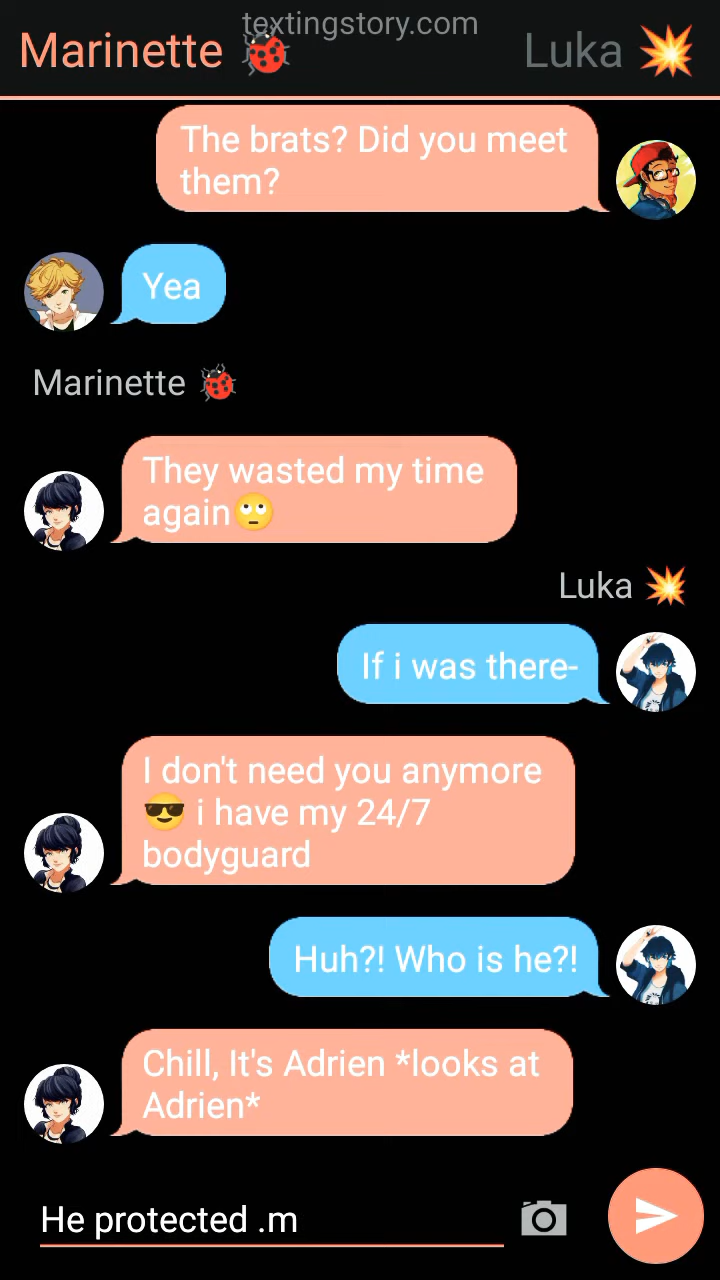 textingstory.com
Marinette 🐞 Luka 💥
The brats? Did you meet
them?
Yea
Marinette 🐞
They wasted my time
again🙄
Luka 💥
If i was there-
I don't need you anymore
😎 i have my 24/7
bodyguard
Huh?! Who is he?!
Chill, It's Adrien *looks at
Adrien*
He protected .m